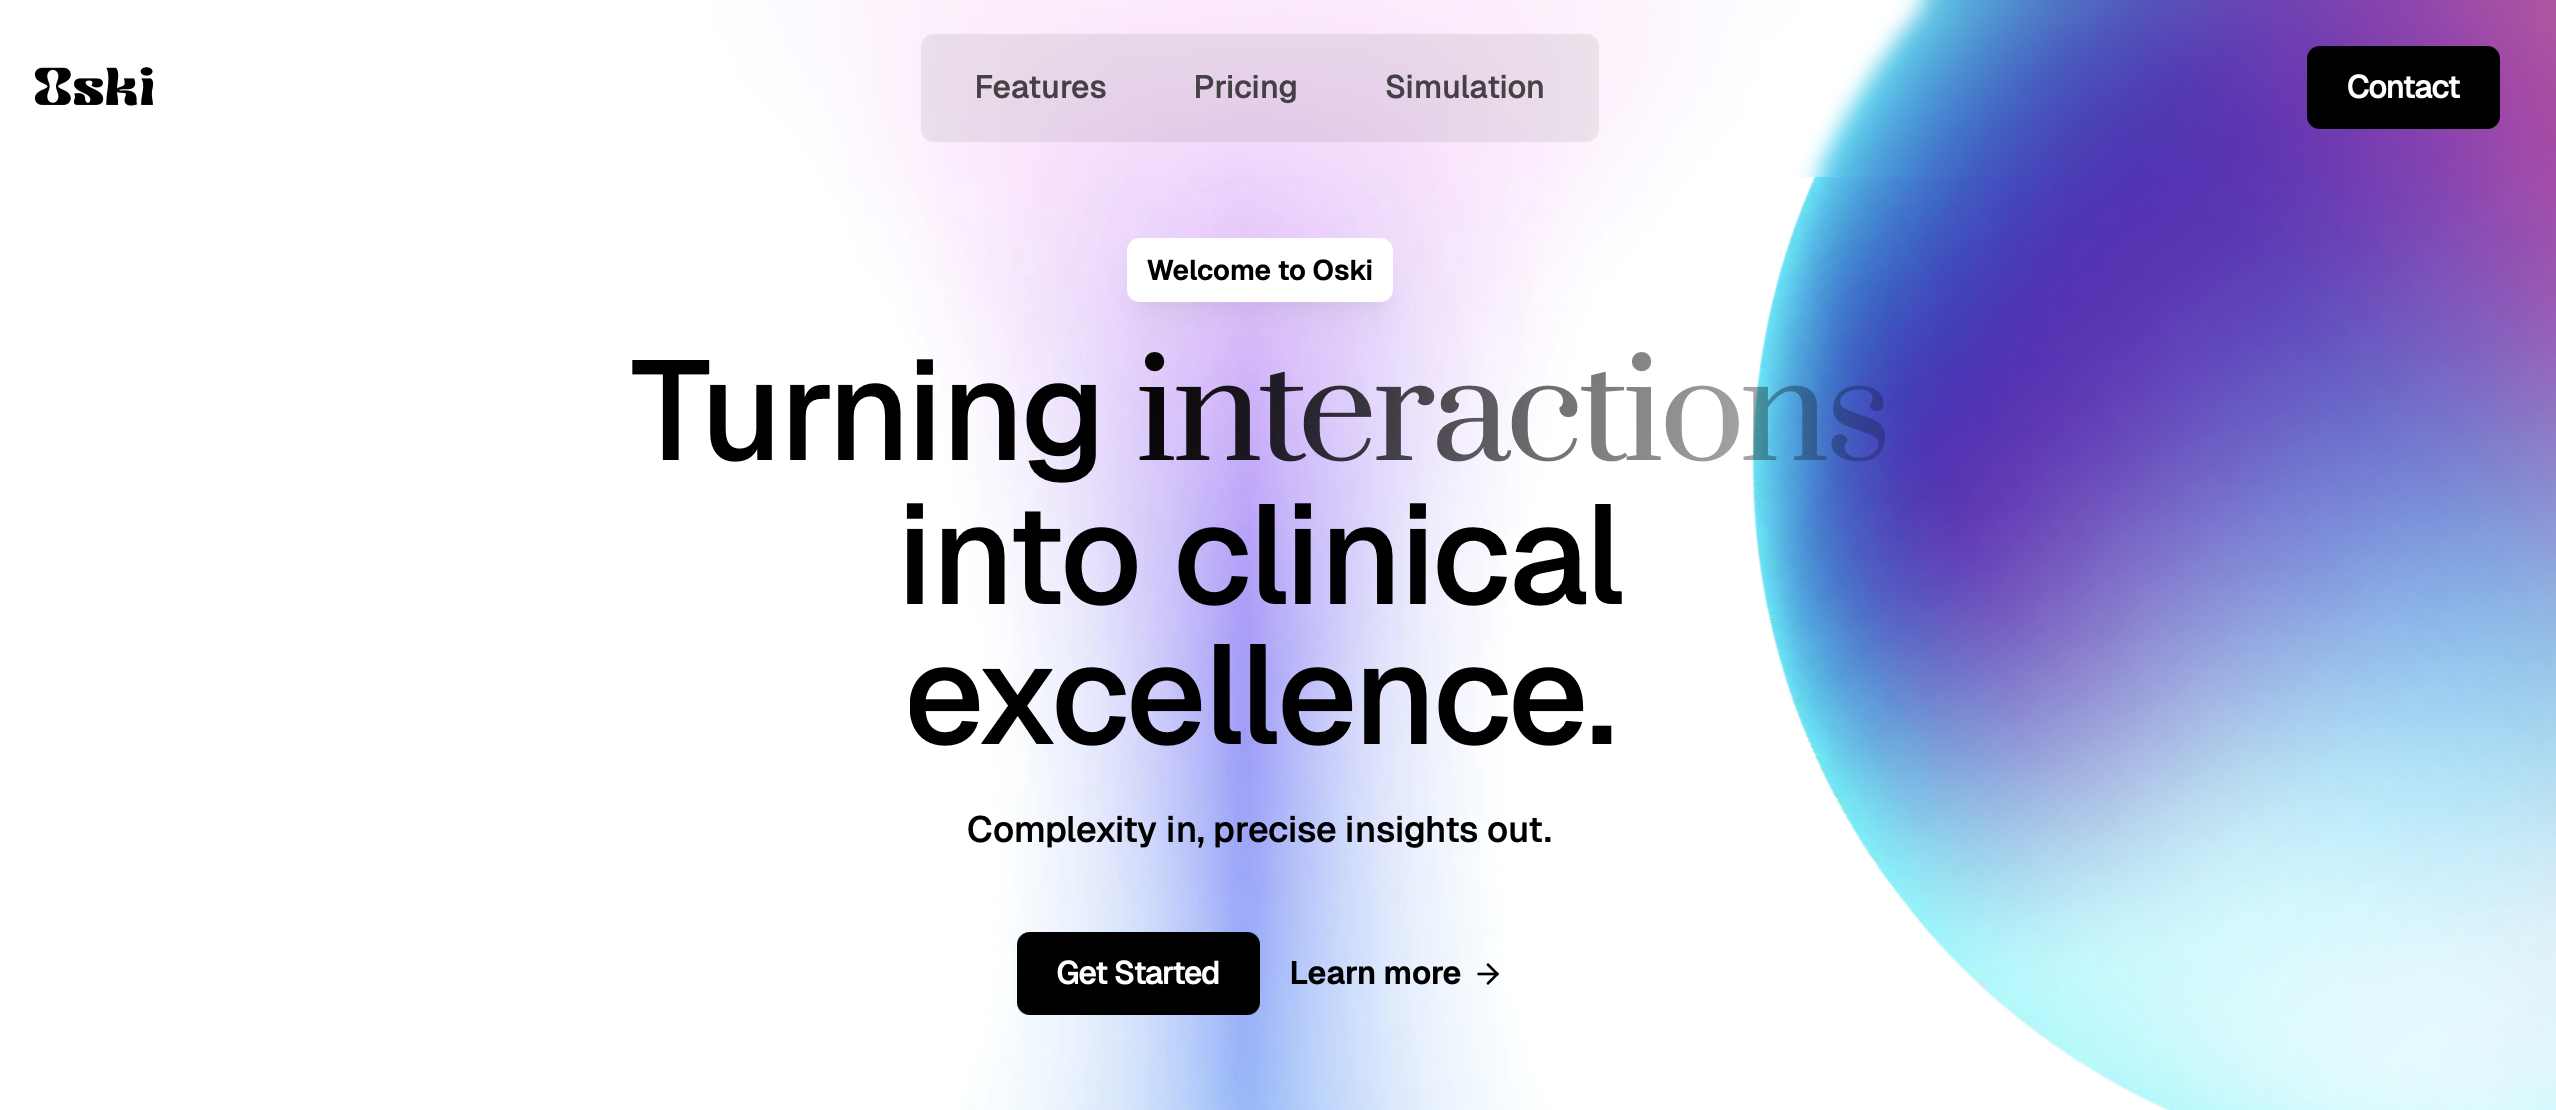 Oski
Features
Pricing
Simulation
Contact
Welcome to Oski
Turning interactions
into clinical
excellence.
Complexity in, precise insights out.
Get Started
Learn more →